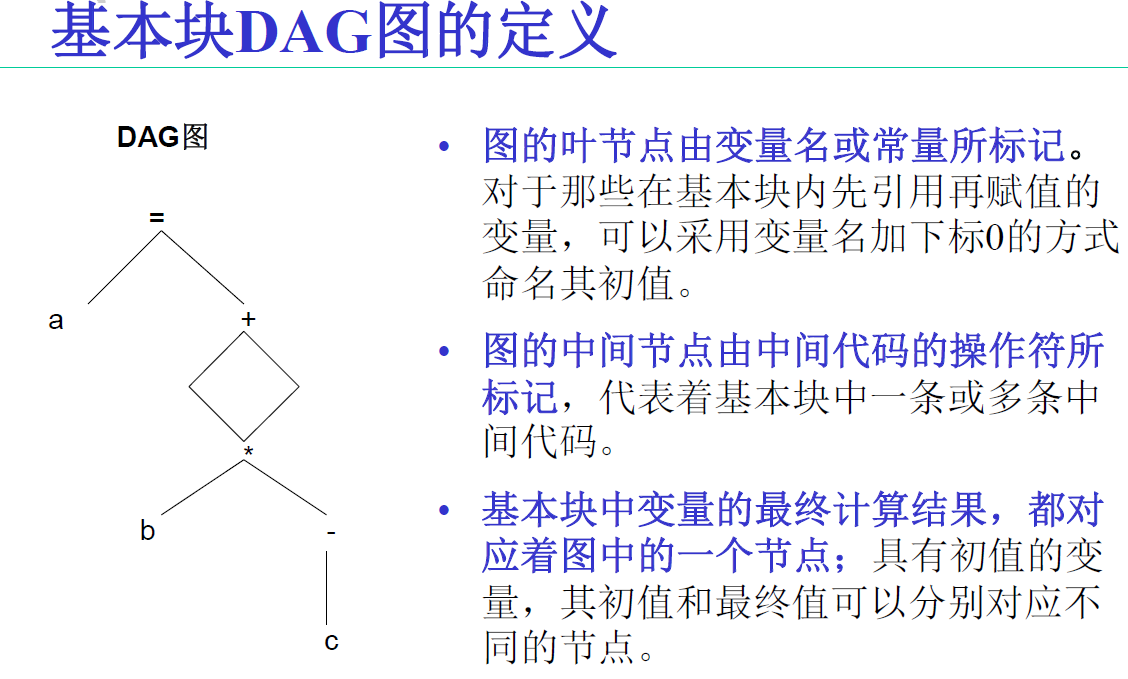 基本块DAG图的定义
DAG图
=
a
+
*
b
-
c
• 图的叶节点由变量名或常量所标记。
对于那些在基本块内先引用再赋值的
变量，可以采用变量名加下标0的方式
命名其初值。
• 图的中间节点由中间代码的操作符所
标记，代表着基本块中一条或多条中
间代码。
• 基本块中变量的最终计算结果，都对
应着图中的一个节点；具有初值的变
量，其初值和最终值可以分别对应不
同的节点。